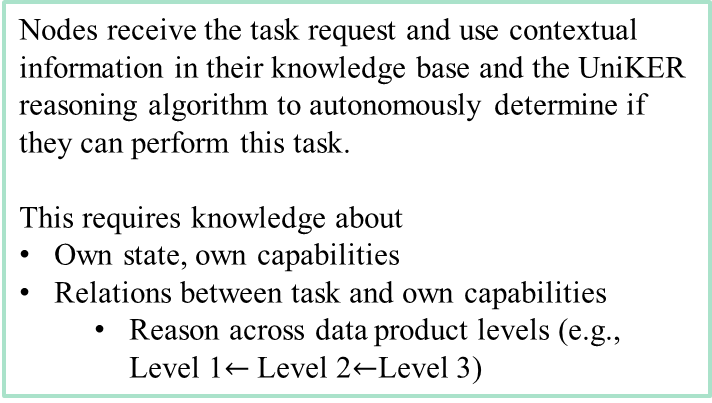 Nodes receive the task request and use contextual
information in their knowledge base and the UniKER
reasoning algorithm to autonomously determine if
they can perform this task.
This requires knowledge about
• Own state, own capabilities
• Relations between task and own capabilities
• Reason across data product levels (e.g.,
Level 1← Level 2←Level 3)